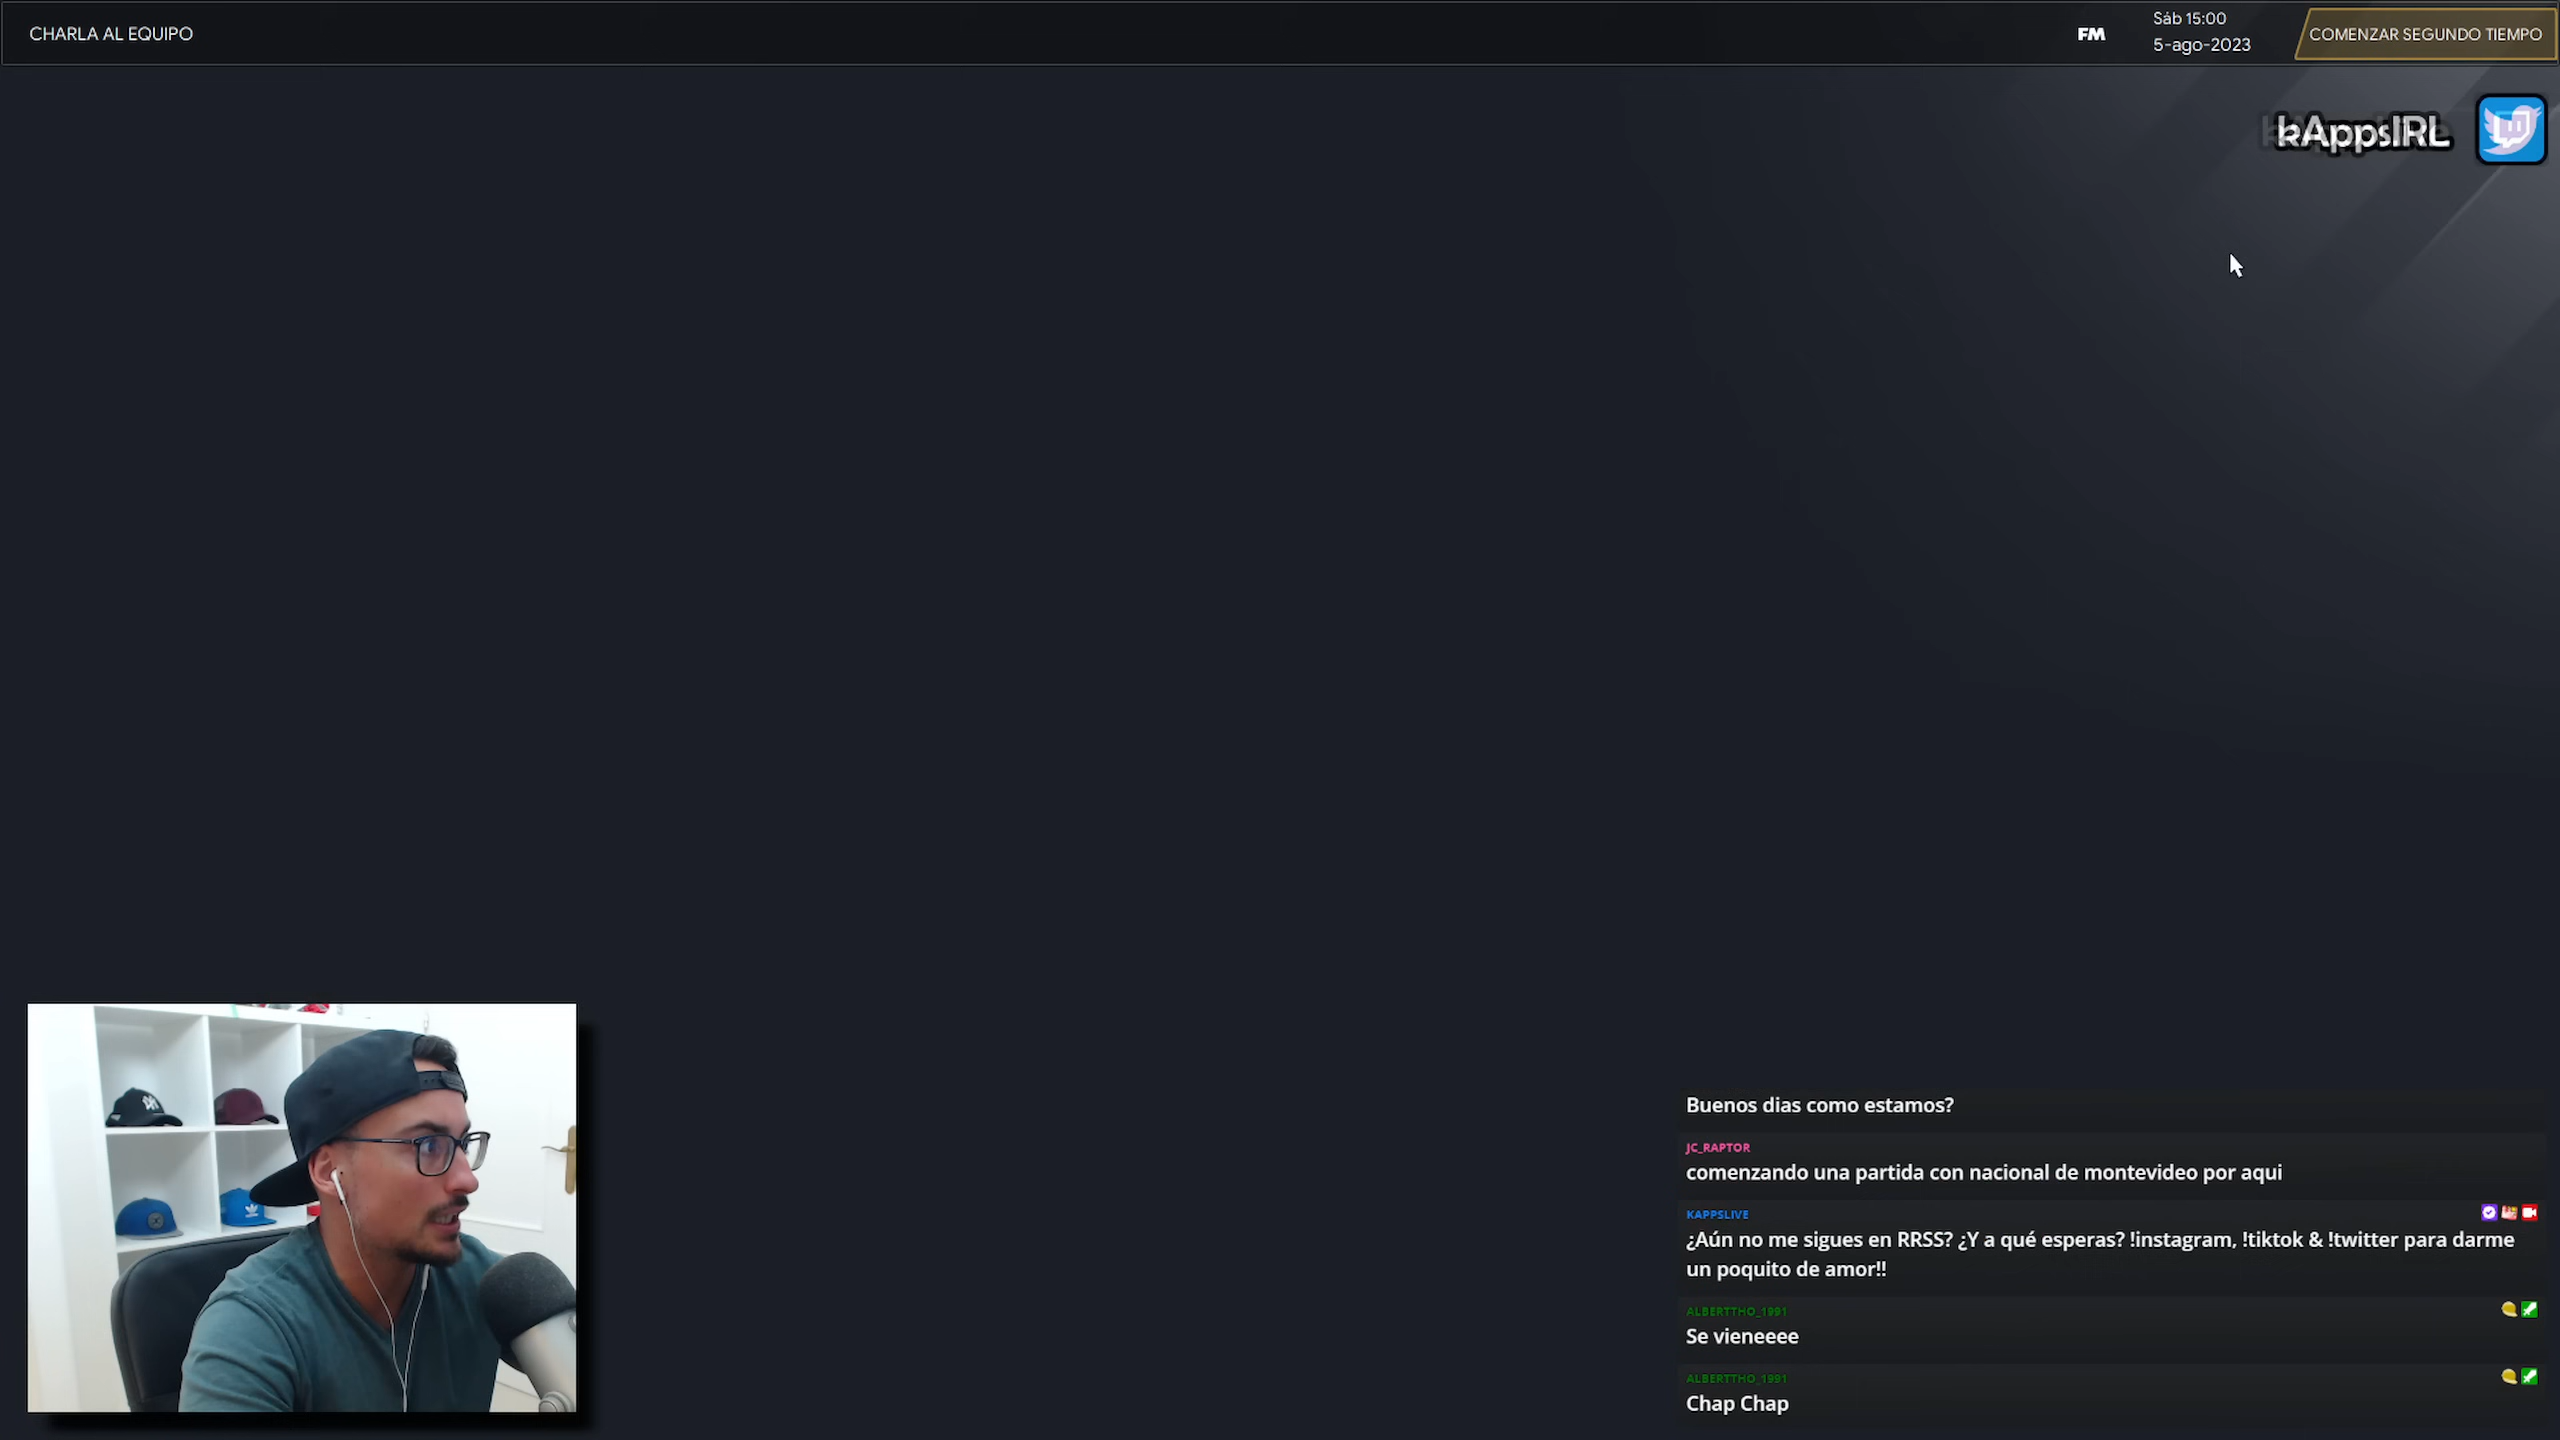 CHARLA AL EQUIPO
FM
Sáb 15:00
5-ago-2023
COMENZAR SEGUNDO TIEMPO
kAppsIRL
Buenos dias como estamos?
JC_RAPTOR
comenzando una partida con nacional de montevideo por aqui
KAPPSLIVE
¿Aún no me sigues en RRSS? ¿Y a qué esperas? !instagram, !tiktok & !twitter para darme
un poquito de amor!!
ALBERTTHO_1991
Se vieneeee
ALBERTTHO_1991
Chap Chap